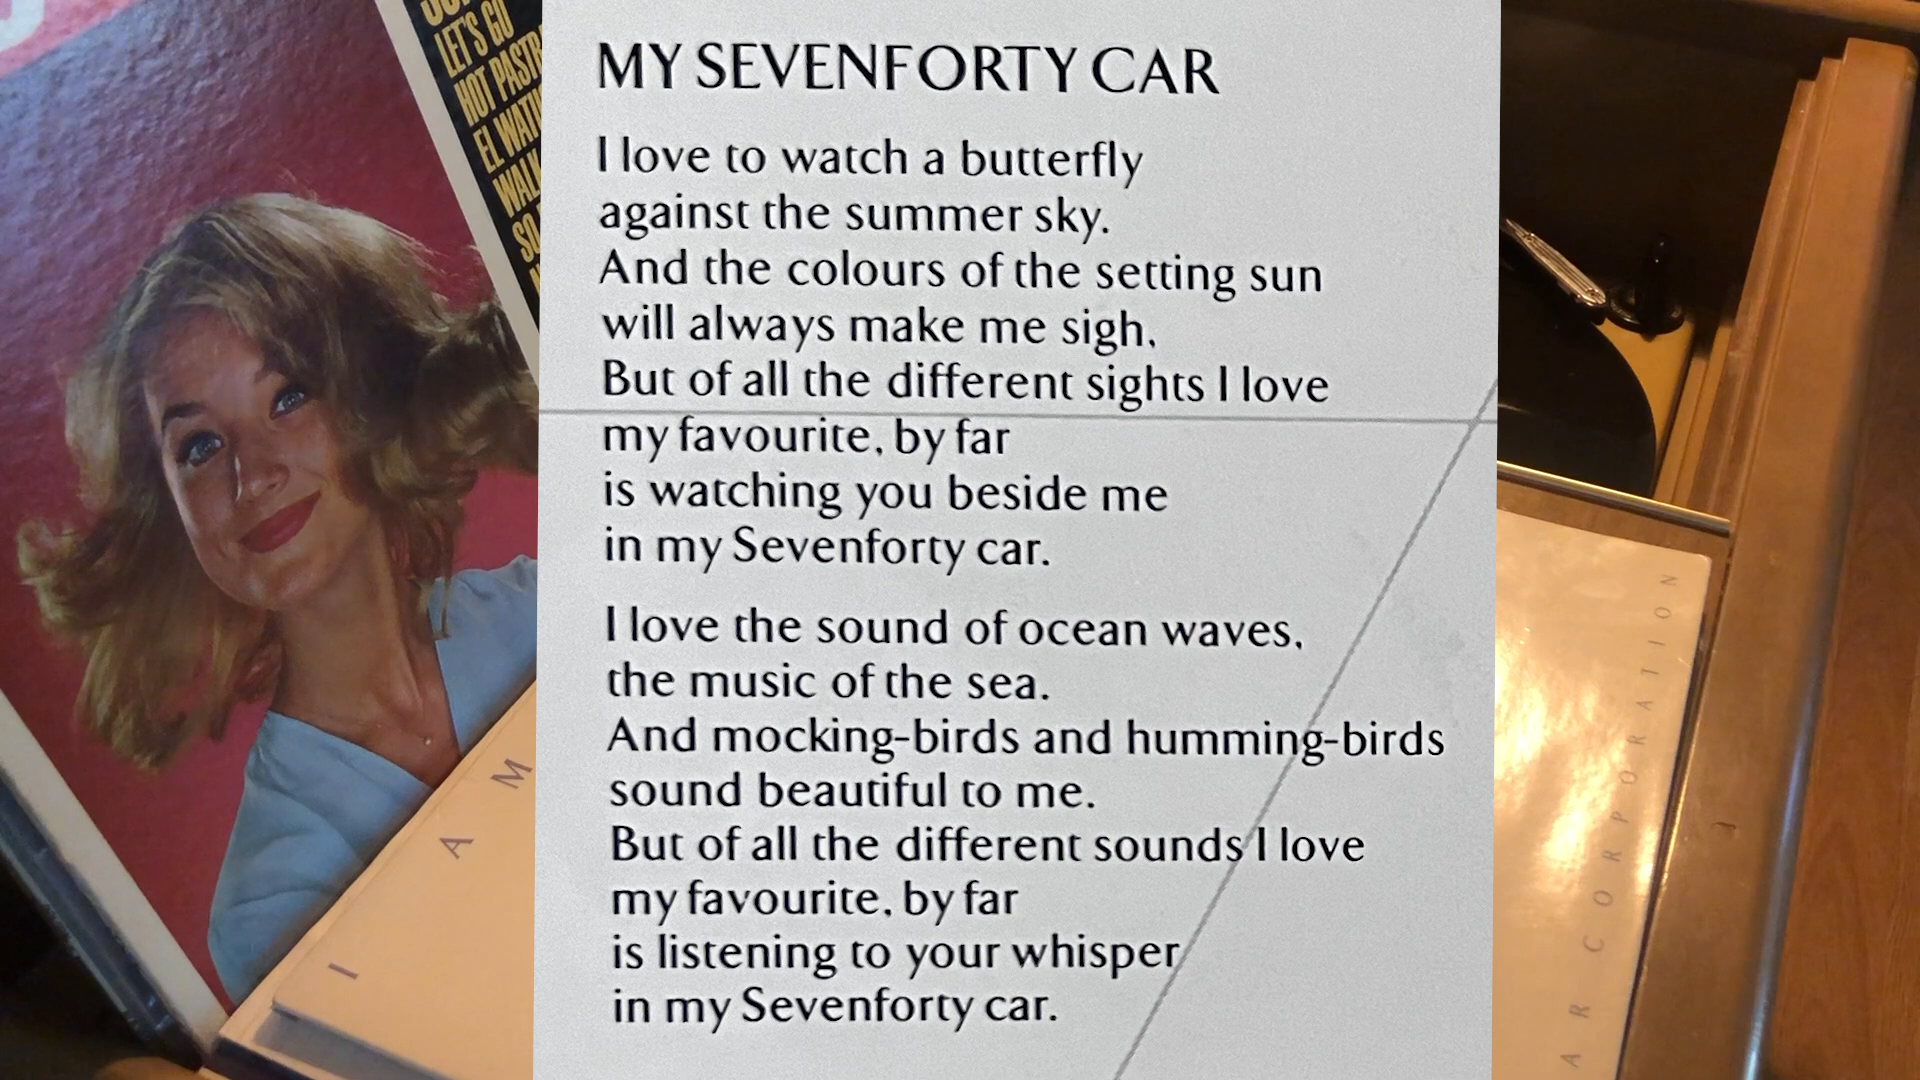 LET'S GO
HOT PASTR
EL WATU
WALK
SO
MY SEVENFORTY CAR
I love to watch a butterfly
against the summer sky.
And the colours of the setting sun
will always make me sigh,
But of all the different sights I love
my favourite, by far
is watching you beside me
in my Sevenforty car.
I love the sound of ocean waves,
the music of the sea.
And mocking-birds and humming-birds
sound beautiful to me.
But of all the different sounds I love
my favourite, by far
is listening to your whisper
in my Sevenforty car.
I A M
A R C O R P O R A T I O N